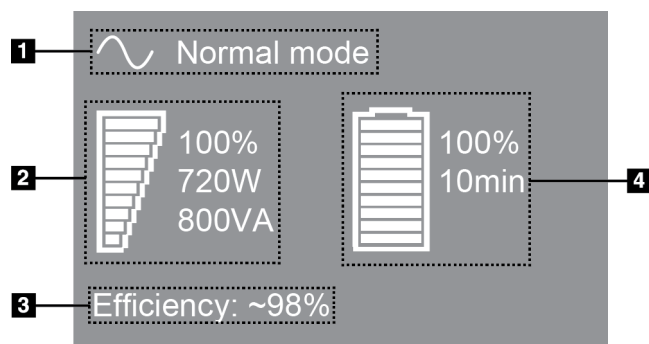 1
Normal mode
2
100%
720W
800VA
100%
10min
4
3
Efficiency: ~98%